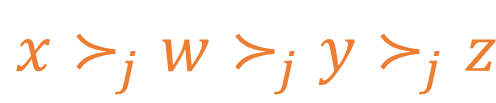 x ≻j w ≻j y ≻j z